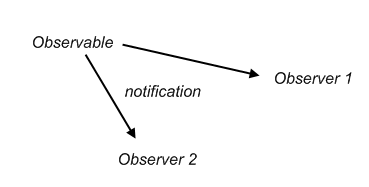 Observable
Observer 1
notification
Observer 2